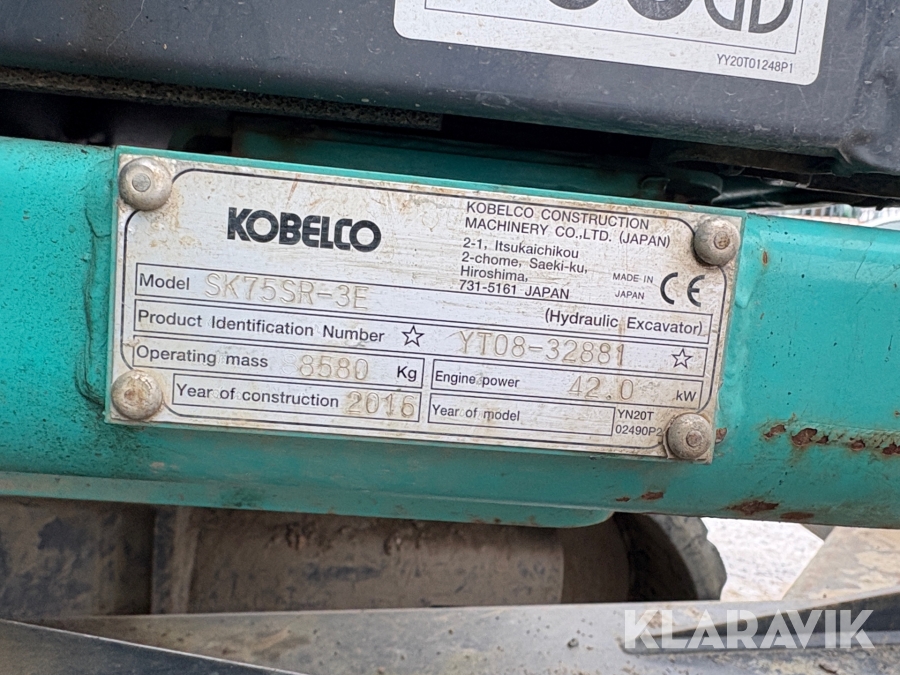 YY20T01248P1
KOBELCO
KOBELCO CONSTRUCTION
MACHINERY CO.,LTD. (JAPAN)
2-1, Itsukaichikou
2-chome, Saeki-ku,
Hiroshima,
731-5161 JAPAN
MADE IN
JAPAN
CE
Model SK75SR-3E
(Hydraulic Excavator)
Product Identification Number ☆ YT08-32881 ☆
Operating mass 8580 Kg
Engine power 42.0 kW
Year of construction 2016
Year of model
YN20T
02490P2
KLARAVIK